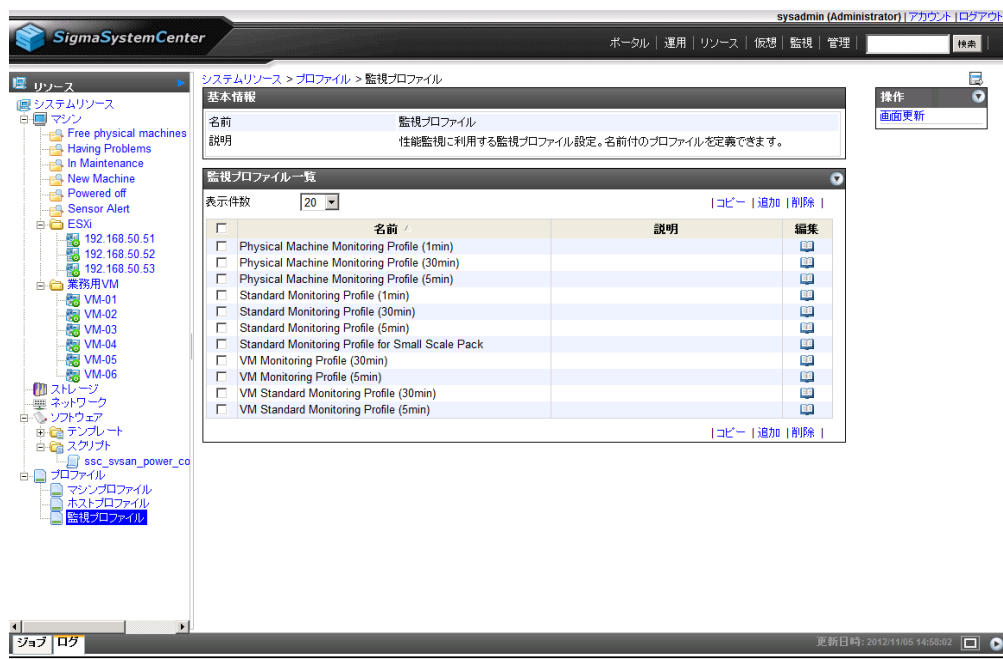 sysadmin (Administrator) | アカウント | ログアウト
SigmaSystemCenter
ポータル | 運用 | リソース | 仮想 | 監視 | 管理 |
検索
リソース
システムリソース
マシン
Free physical machines
Having Problems
In Maintenance
New Machine
Powered off
Sensor Alert
ESXi
192.168.50.51
192.168.50.52
192.168.50.53
業務用VM
VM-01
VM-02
VM-03
VM-04
VM-05
VM-06
ストレージ
ネットワーク
ソフトウェア
テンプレート
スクリプト
ssc_svsan_power_co
プロファイル
マシンプロファイル
ホストプロファイル
監視プロファイル
システムリソース > プロファイル > 監視プロファイル
基本情報
名前 監視プロファイル
説明 性能監視に利用する監視プロファイル設定。名前付のプロファイルを定義できます。
監視プロファイル一覧
表示件数 20 | コピー | 追加 | 削除 |
名前 / 説明 編集
Physical Machine Monitoring Profile (1min)
Physical Machine Monitoring Profile (30min)
Physical Machine Monitoring Profile (5min)
Standard Monitoring Profile (1min)
Standard Monitoring Profile (30min)
Standard Monitoring Profile (5min)
Standard Monitoring Profile for Small Scale Pack
VM Monitoring Profile (30min)
VM Monitoring Profile (5min)
VM Standard Monitoring Profile (30min)
VM Standard Monitoring Profile (5min)
| コピー | 追加 | 削除 |
操作
画面更新
ジョブ ログ
更新日時: 2012/11/05 14:58:02